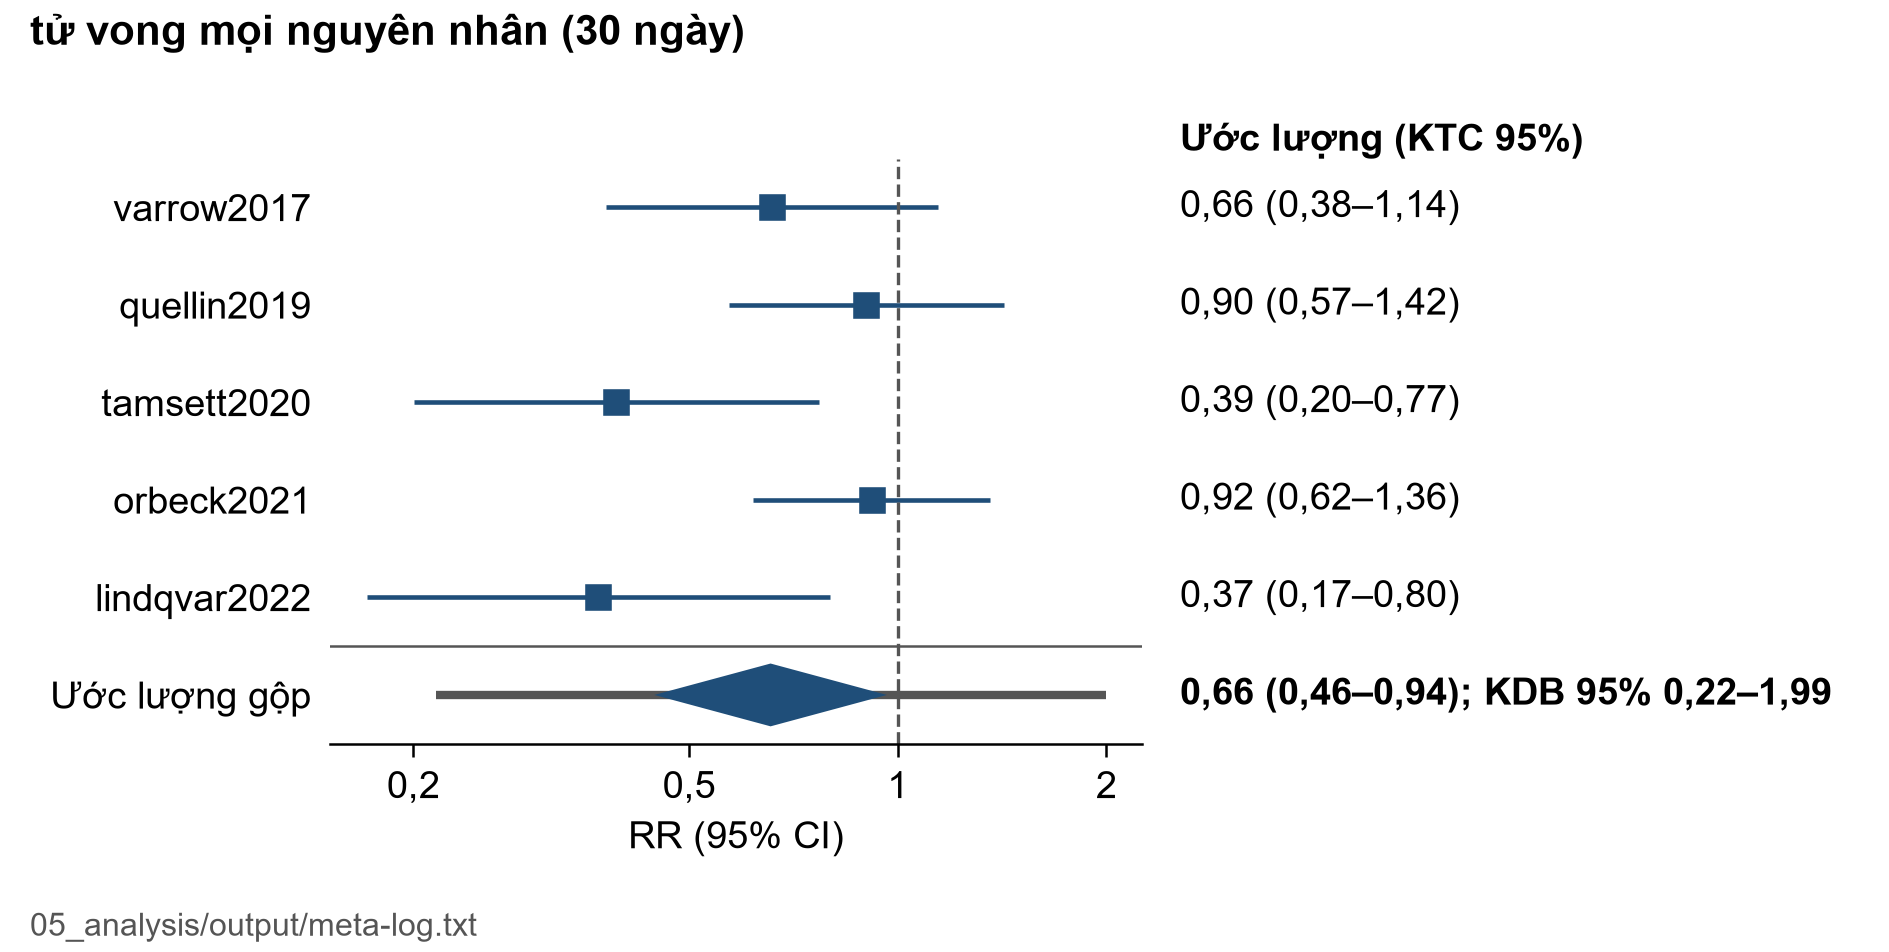 tử vong mọi nguyên nhân (30 ngày)
Ước lượng (KTC 95%)
varrow2017 0,66 (0,38–1,14)
quellin2019 0,90 (0,57–1,42)
tamsett2020 0,39 (0,20–0,77)
orbeck2021 0,92 (0,62–1,36)
lindqvar2022 0,37 (0,17–0,80)
Ước lượng gộp 0,66 (0,46–0,94); KDB 95% 0,22–1,99
0,2 0,5 1 2
RR (95% CI)
05_analysis/output/meta-log.txt